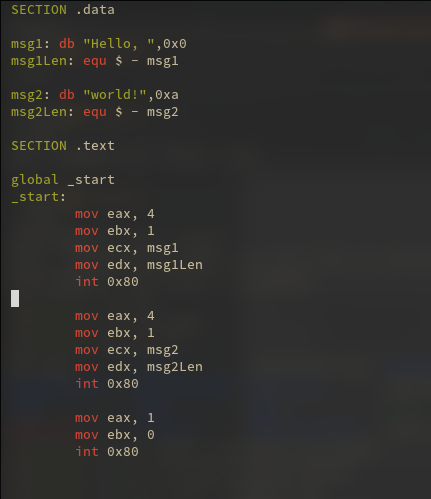 SECTION .data
msg1: db "Hello, ",0x0
msg1Len: equ $ - msg1
msg2: db "world!",0xa
msg2Len: equ $ - msg2
SECTION .text
global _start
_start:
mov eax, 4
mov ebx, 1
mov ecx, msg1
mov edx, msg1Len
int 0x80
mov eax, 4
mov ebx, 1
mov ecx, msg2
mov edx, msg2Len
int 0x80
mov eax, 1
mov ebx, 0
int 0x80